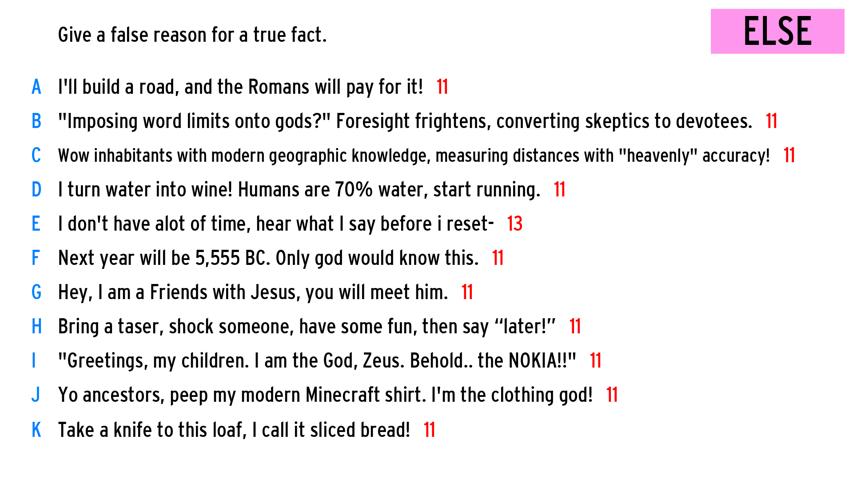 Give a false reason for a true fact.
ELSE
A I'll build a road, and the Romans will pay for it! 11
B "Imposing word limits onto gods?" Foresight frightens, converting skeptics to devotees. 11
C Wow inhabitants with modern geographic knowledge, measuring distances with "heavenly" accuracy! 11
D I turn water into wine! Humans are 70% water, start running. 11
E I don't have alot of time, hear what I say before i reset- 13
F Next year will be 5,555 BC. Only god would know this. 11
G Hey, I am a Friends with Jesus, you will meet him. 11
H Bring a taser, shock someone, have some fun, then say “later!” 11
I "Greetings, my children. I am the God, Zeus. Behold.. the NOKIA!!" 11
J Yo ancestors, peep my modern Minecraft shirt. I'm the clothing god! 11
K Take a knife to this loaf, I call it sliced bread! 11